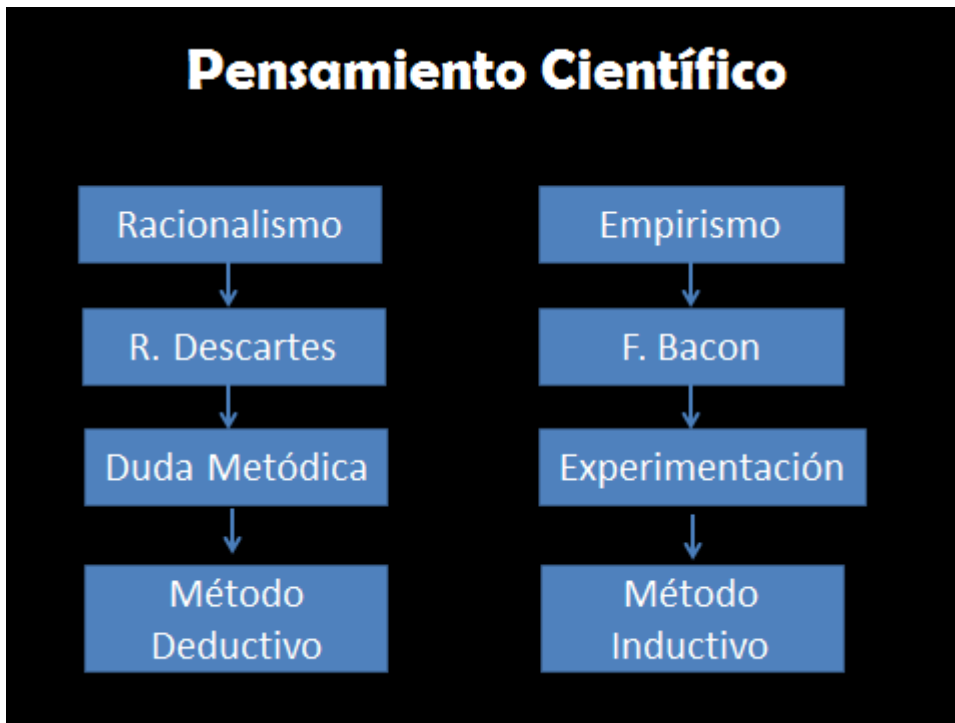 Pensamiento Científico
Racionalismo
R. Descartes
Duda Metódica
Método
Deductivo
Empirismo
F. Bacon
Experimentación
Método
Inductivo